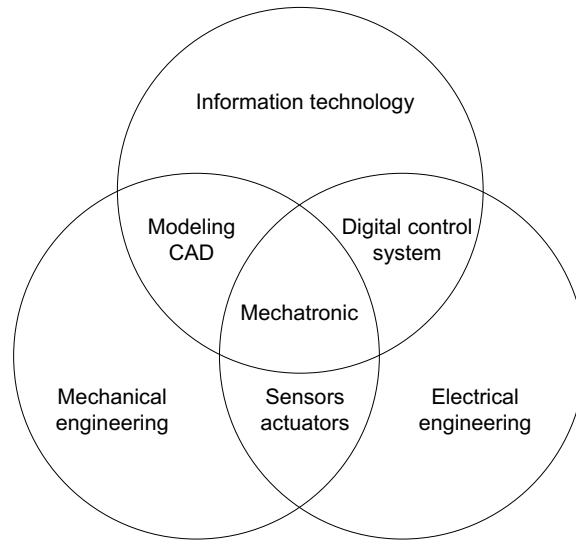 Information technology
Modeling
CAD
Digital control
system
Mechatronic
Mechanical
engineering
Sensors
actuators
Electrical
engineering